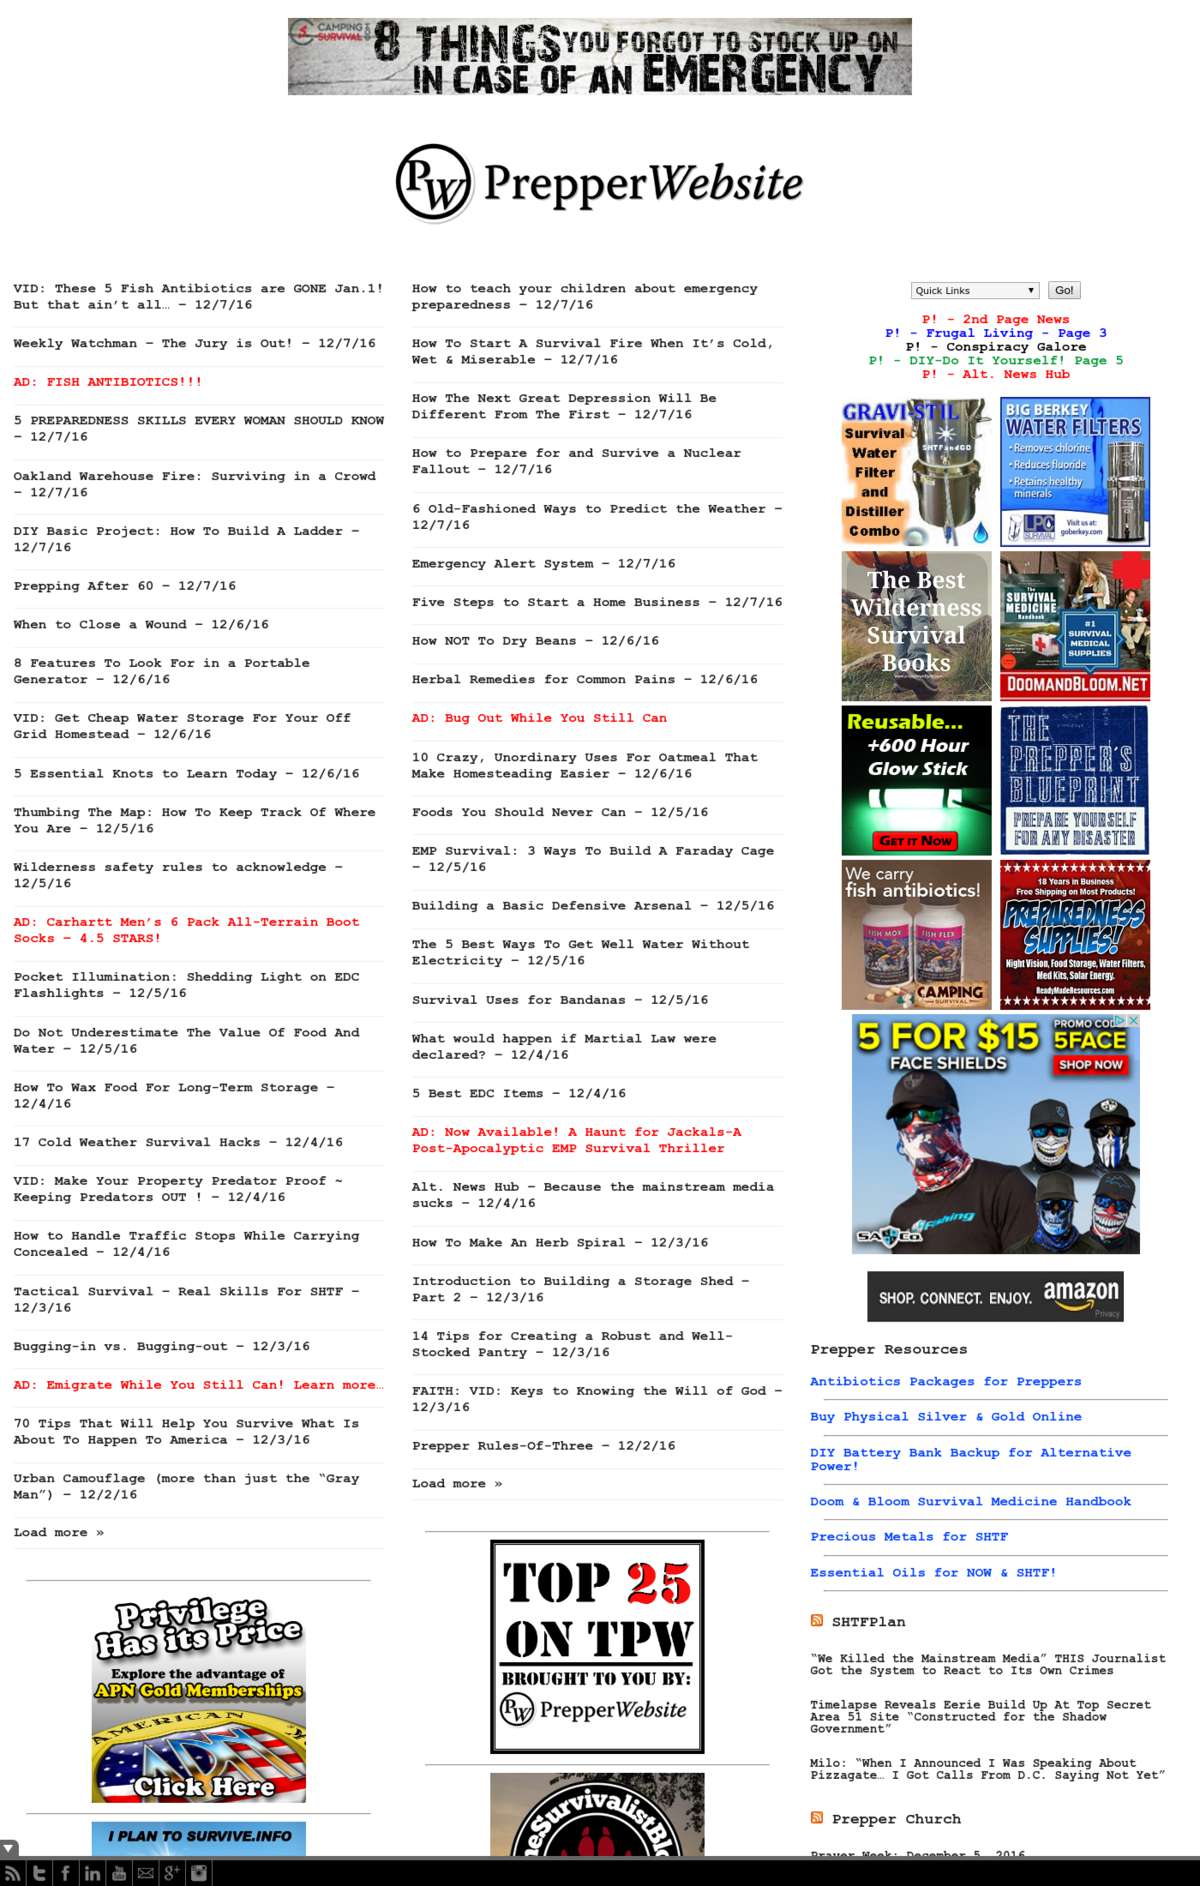 CAMPING
SURVIVAL
8 THINGS YOU FORGOT TO STOCK UP ON
IN CASE OF AN EMERGENCY
PW PrepperWebsite
VID: These 5 Fish Antibiotics are GONE Jan.1!
But that ain’t all… – 12/7/16
Weekly Watchman – The Jury is Out! – 12/7/16
AD: FISH ANTIBIOTICS!!!
5 PREPAREDNESS SKILLS EVERY WOMAN SHOULD KNOW
– 12/7/16
Oakland Warehouse Fire: Surviving in a Crowd
– 12/7/16
DIY Basic Project: How To Build A Ladder –
12/7/16
Prepping After 60 – 12/7/16
When to Close a Wound – 12/6/16
8 Features To Look For in a Portable
Generator – 12/6/16
VID: Get Cheap Water Storage For Your Off
Grid Homestead – 12/6/16
5 Essential Knots to Learn Today – 12/6/16
Thumbing The Map: How To Keep Track Of Where
You Are – 12/5/16
Wilderness safety rules to acknowledge –
12/5/16
AD: Carhartt Men’s 6 Pack All-Terrain Boot
Socks – 4.5 STARS!
Pocket Illumination: Shedding Light on EDC
Flashlights – 12/5/16
Do Not Underestimate The Value Of Food And
Water – 12/5/16
How To Wax Food For Long-Term Storage –
12/4/16
17 Cold Weather Survival Hacks – 12/4/16
VID: Make Your Property Predator Proof ~
Keeping Predators OUT ! – 12/4/16
How to Handle Traffic Stops While Carrying
Concealed – 12/4/16
Tactical Survival – Real Skills For SHTF –
12/3/16
Bugging-in vs. Bugging-out – 12/3/16
AD: Emigrate While You Still Can! Learn more…
70 Tips That Will Help You Survive What Is
About To Happen To America – 12/3/16
Urban Camouflage (more than just the “Gray
Man”) – 12/2/16
Load more »
Privilege
Has its Price
Explore the advantage of
APN Gold Memberships
AMERICAN
APN
Click Here
I PLAN TO SURVIVE.INFO
How to teach your children about emergency
preparedness – 12/7/16
How To Start A Survival Fire When It’s Cold,
Wet & Miserable – 12/7/16
How The Next Great Depression Will Be
Different From The First – 12/7/16
How to Prepare for and Survive a Nuclear
Fallout – 12/7/16
6 Old-Fashioned Ways to Predict the Weather –
12/7/16
Emergency Alert System – 12/7/16
Five Steps to Start a Home Business – 12/7/16
How NOT To Dry Beans – 12/6/16
Herbal Remedies for Common Pains – 12/6/16
AD: Bug Out While You Still Can
10 Crazy, Unordinary Uses For Oatmeal That
Make Homesteading Easier – 12/6/16
Foods You Should Never Can – 12/5/16
EMP Survival: 3 Ways To Build A Faraday Cage
– 12/5/16
Building a Basic Defensive Arsenal – 12/5/16
The 5 Best Ways To Get Well Water Without
Electricity – 12/5/16
Survival Uses for Bandanas – 12/5/16
What would happen if Martial Law were
declared? – 12/4/16
5 Best EDC Items – 12/4/16
AD: Now Available! A Haunt for Jackals-A
Post-Apocalyptic EMP Survival Thriller
Alt. News Hub – Because the mainstream media
sucks – 12/4/16
How To Make An Herb Spiral – 12/3/16
Introduction to Building a Storage Shed –
Part 2 – 12/3/16
14 Tips for Creating a Robust and Well-
Stocked Pantry – 12/3/16
FAITH: VID: Keys to Knowing the Will of God –
12/3/16
Prepper Rules-Of-Three – 12/2/16
Load more »
TOP 25
ON TPW
BROUGHT TO YOU BY:
PW PrepperWebsite
heSurvivalistBlo
Quick Links
Go!
P! - 2nd Page News
P! - Frugal Living - Page 3
P! - Conspiracy Galore
P! - DIY-Do It Yourself! Page 5
P! - Alt. News Hub
GRAVI-STIL
Survival
Water
Filter
and
Distiller
Combo
SHTFandGO
BIG BERKEY
WATER FILTERS
• Removes chlorine
• Reduces fluoride
• Retains healthy
minerals
LPC
SURVIVAL
Visit us at:
goberkey.com
The Best
Wilderness
Survival
Books
The
SURVIVAL
MEDICINE
Handbook
#1
SURVIVAL
MEDICAL
SUPPLIES
DOOMANDBLOOM.NET
Reusable...
+600 Hour
Glow Stick
GET IT NOW
THE
PREPPER'S
BLUEPRINT
PREPARE YOURSELF
FOR ANY DISASTER
We carry
fish antibiotics!
FISH MOX
FISH FLEX
CAMPING
SURVIVAL
18 Years in Business
Free Shipping on Most Products!
PREPAREDNESS
SUPPLIES!
Night Vision, Food Storage, Water Filters,
Med Kits, Solar Energy.
ReadyMadeResources.com
5 FOR $15
FACE SHIELDS
PROMO CODE
5FACE
SHOP NOW
Fishing
SA CO.
SHOP. CONNECT. ENJOY.
amazon
Privacy
Prepper Resources
Antibiotics Packages for Preppers
Buy Physical Silver & Gold Online
DIY Battery Bank Backup for Alternative
Power!
Doom & Bloom Survival Medicine Handbook
Precious Metals for SHTF
Essential Oils for NOW & SHTF!
SHTFPlan
“We Killed the Mainstream Media” THIS Journalist
Got the System to React to Its Own Crimes
Timelapse Reveals Eerie Build Up At Top Secret
Area 51 Site “Constructed for the Shadow
Government”
Milo: “When I Announced I Was Speaking About
Pizzagate… I Got Calls From D.C. Saying Not Yet”
Prepper Church
Prayer Week: December 5, 2016